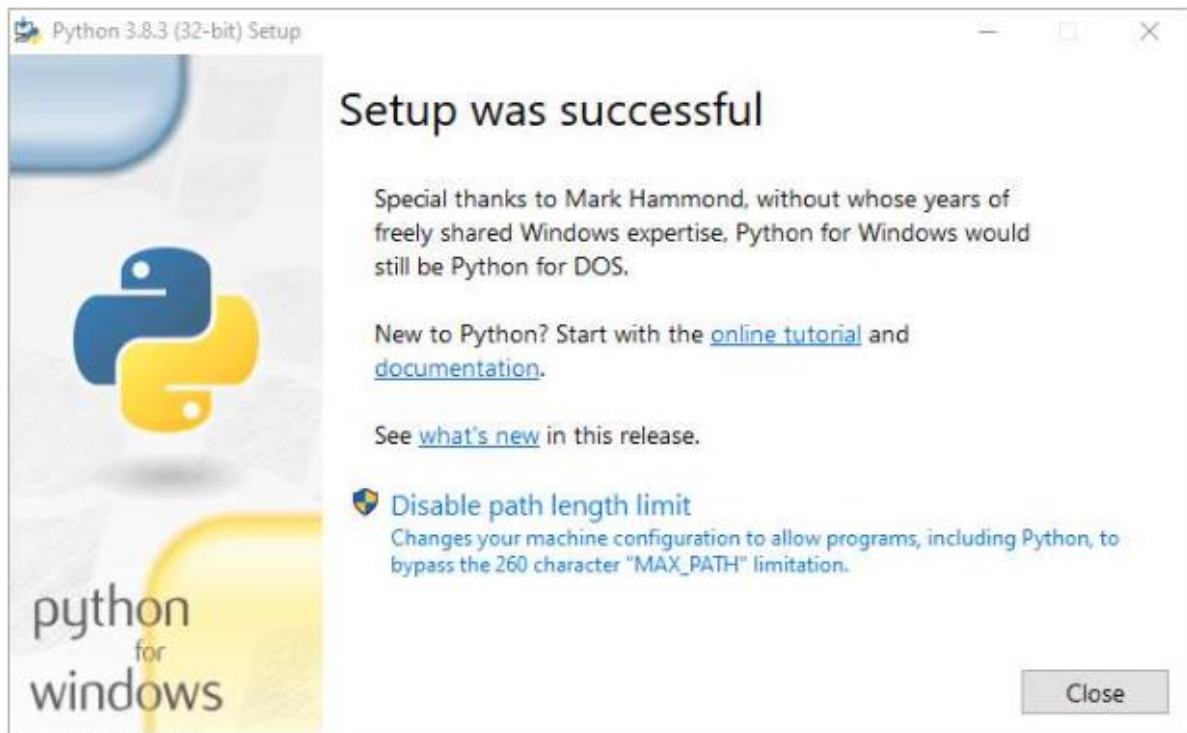 Python 3.8.3 (32-bit) Setup
Setup was successful
Special thanks to Mark Hammond, without whose years of
freely shared Windows expertise, Python for Windows would
still be Python for DOS.
New to Python? Start with the online tutorial and
documentation.
See what's new in this release.
Disable path length limit
Changes your machine configuration to allow programs, including Python, to
bypass the 260 character "MAX_PATH" limitation.
python
for
windows
Close